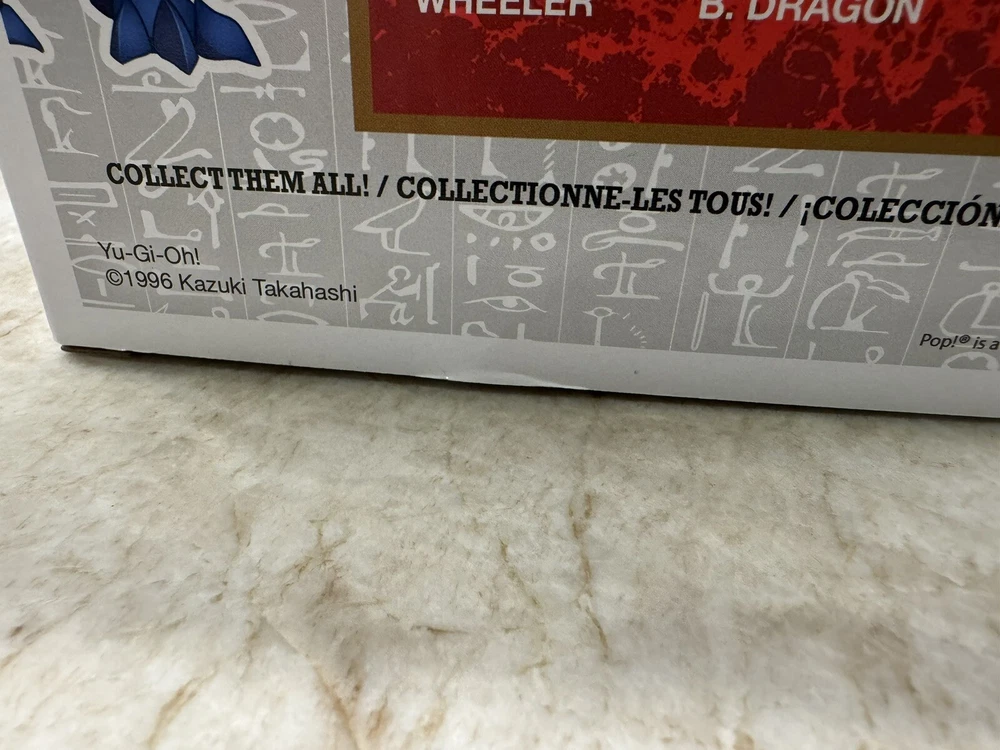 WHEELER
B. DRAGON
COLLECT THEM ALL! / COLLECTIONNE-LES TOUS! / ¡COLECCIÓN
Yu-Gi-Oh!
©1996 Kazuki Takahashi
Pop!® is a